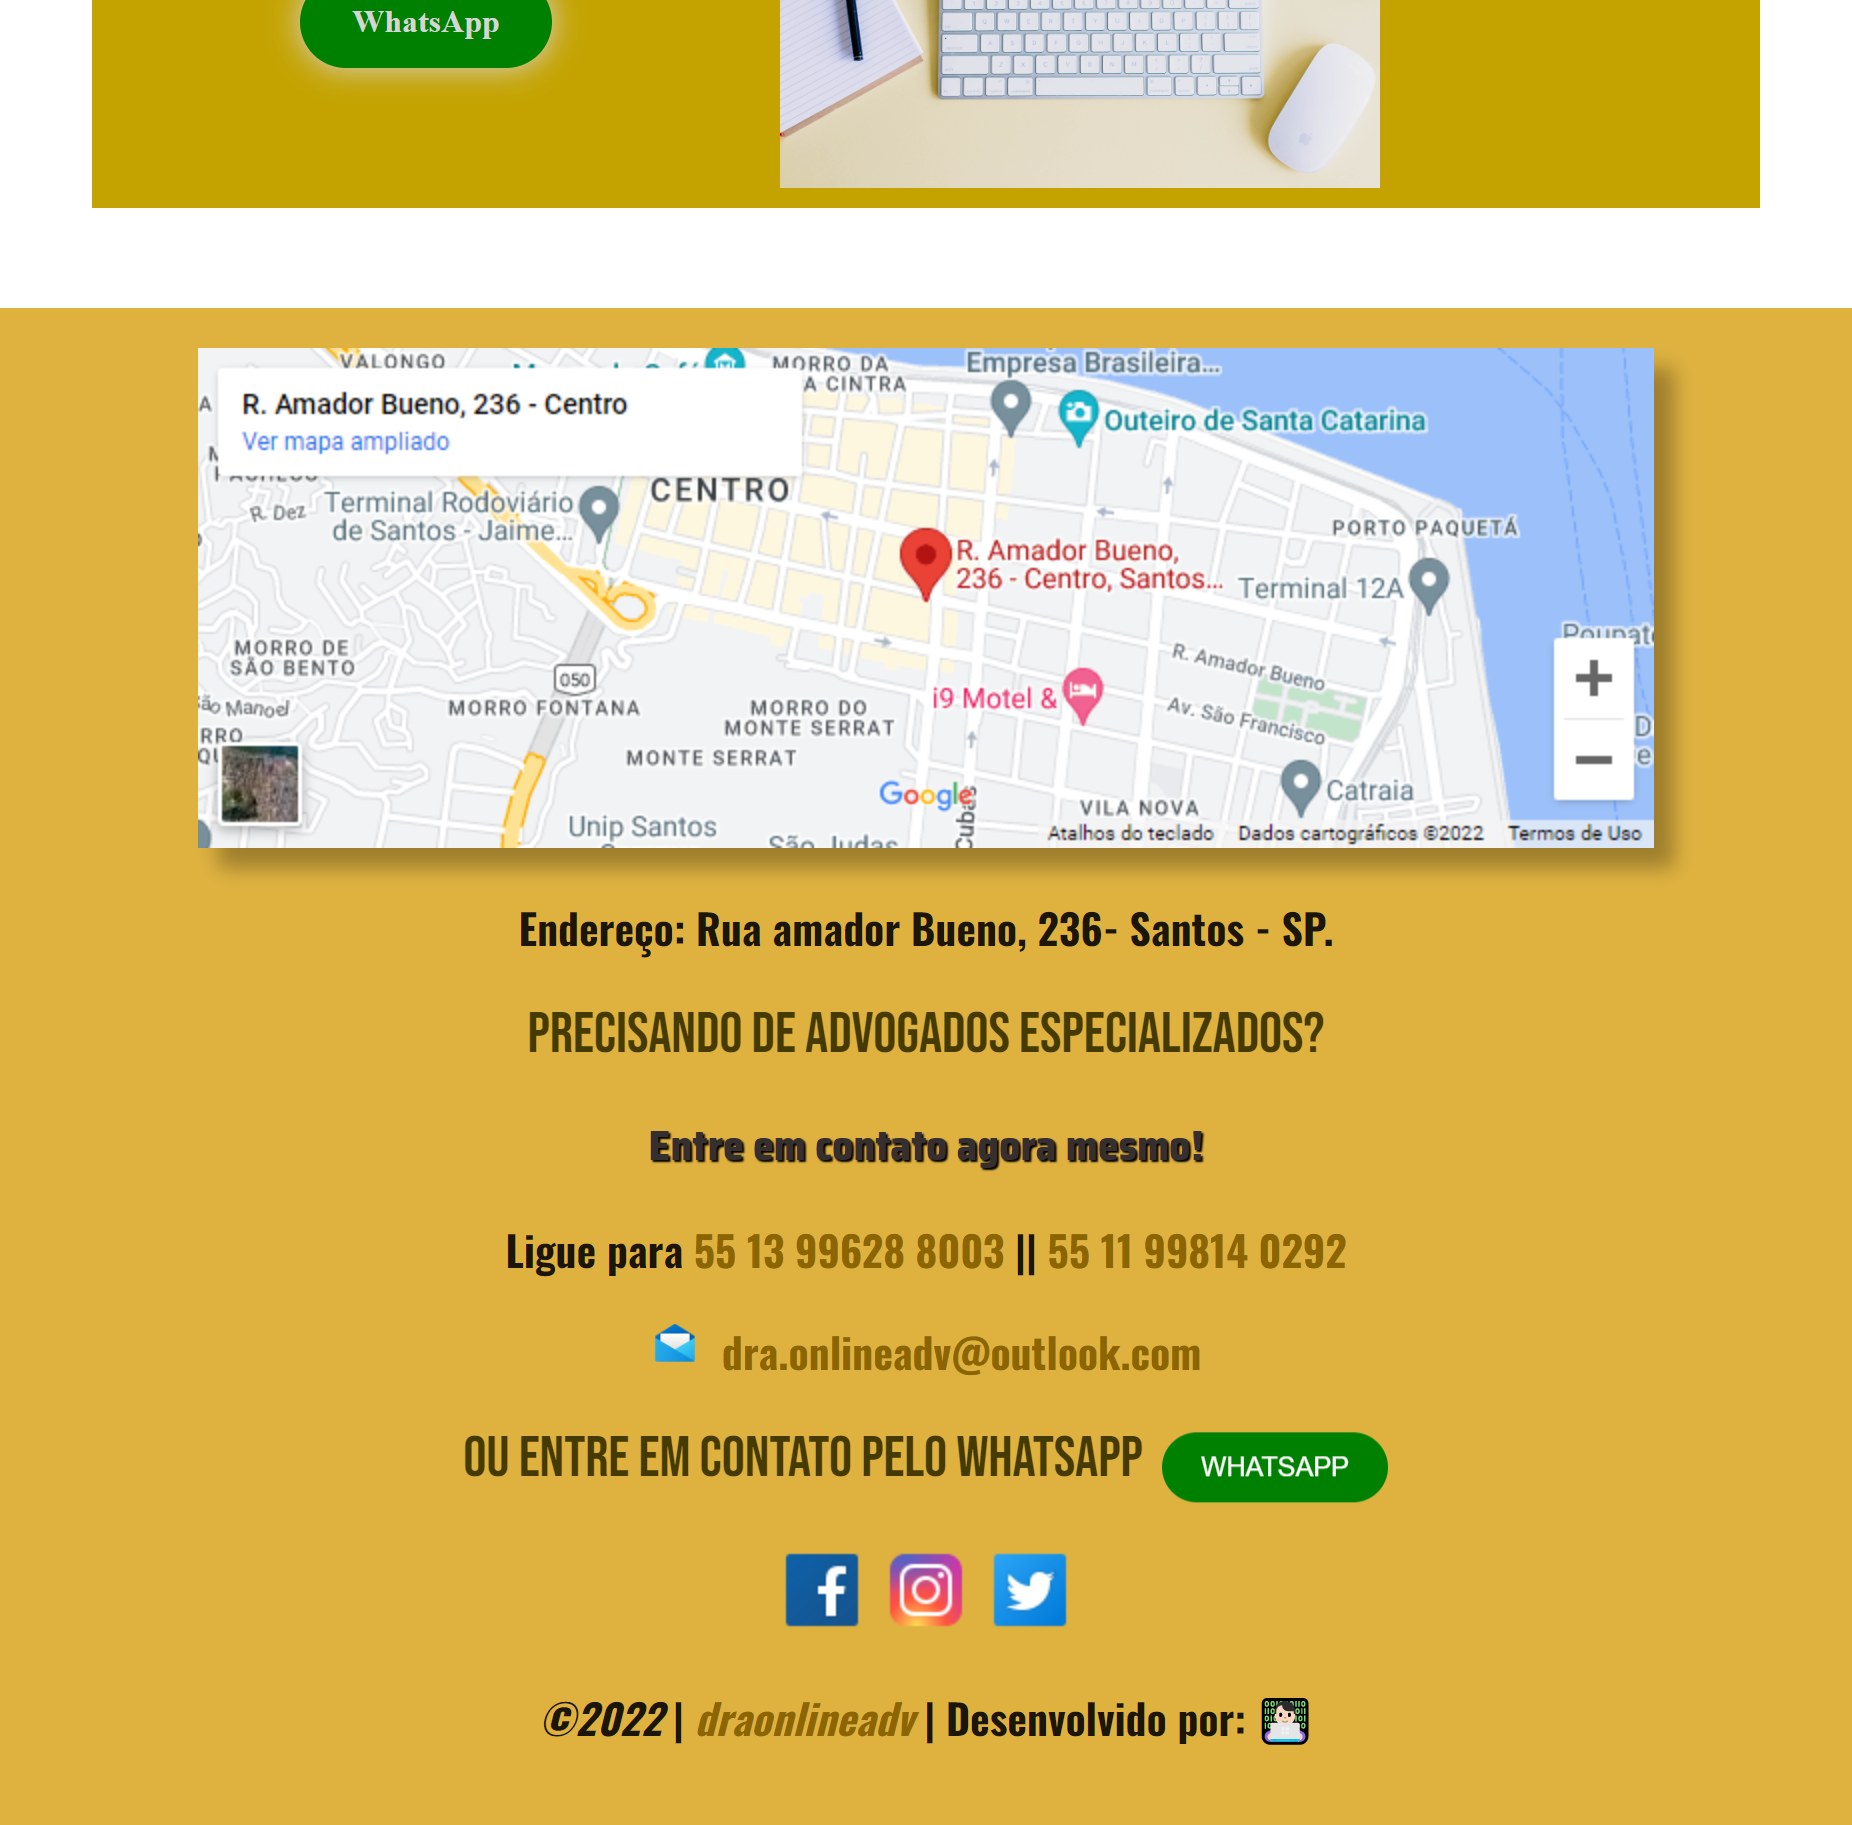 WhatsApp
VALONGO
MORRO DA
A CINTRA
Empresa Brasileira...
R. Amador Bueno, 236 - Centro
Ver mapa ampliado
Outeiro de Santa Catarina
CENTRO
R. Dez
Terminal Rodoviário
de Santos - Jaime...
PORTO PAQUETÁ
R. Amador Bueno,
236 - Centro, Santos...
Terminal 12A
MORRO DE
SÃO BENTO
R. Amador Bueno
050
i9 Motel &
Av. São Francisco
Manoel
MORRO FONTANA
MORRO DO
MONTE SERRAT
MONTE SERRAT
Google
Catraia
VILA NOVA
Unip Santos
São Judas
Cubas
Atalhos do teclado Dados cartográficos ©2022 Termos de Uso
Endereço: Rua amador Bueno, 236- Santos - SP.
PRECISANDO DE ADVOGADOS ESPECIALIZADOS?
Entre em contato agora mesmo!
Ligue para 55 13 99628 8003 || 55 11 99814 0292
dra.onlineadv@outlook.com
OU ENTRE EM CONTATO PELO WHATSAPP WHATSAPP
©2022 | draonlineadv | Desenvolvido por: